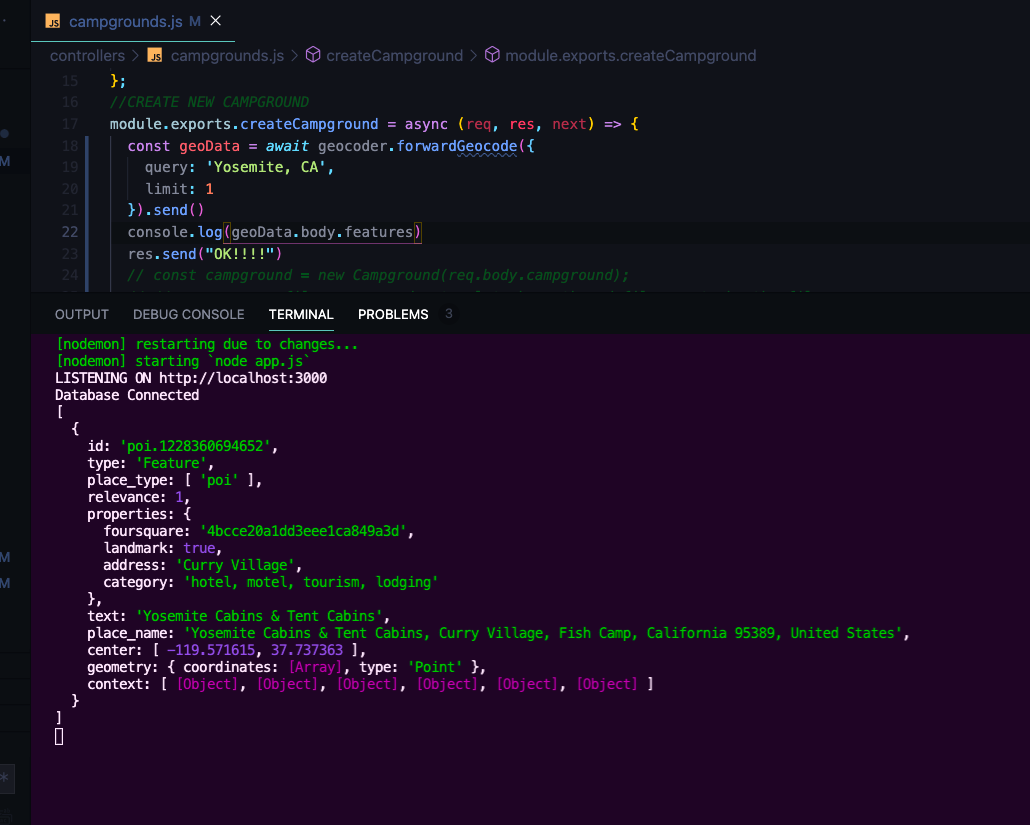 JS campgrounds.js M ×
controllers > JS campgrounds.js > createCampground > module.exports.createCampground
15 };
16 //CREATE NEW CAMPGROUND
17 module.exports.createCampground = async (req, res, next) => {
18 const geoData = await geocoder.forwardGeocode({
19 query: 'Yosemite, CA',
20 limit: 1
21 }).send()
22 console.log(geoData.body.features)
23 res.send("OK!!!!")
24 // const campground = new Campground(req.body.campground);
OUTPUT DEBUG CONSOLE TERMINAL PROBLEMS 3
[nodemon] restarting due to changes...
[nodemon] starting `node app.js`
LISTENING ON http://localhost:3000
Database Connected
[
{
id: 'poi.1228360694652',
type: 'Feature',
place_type: [ 'poi' ],
relevance: 1,
properties: {
foursquare: '4bcce20a1dd3eee1ca849a3d',
landmark: true,
address: 'Curry Village',
category: 'hotel, motel, tourism, lodging'
},
text: 'Yosemite Cabins & Tent Cabins',
place_name: 'Yosemite Cabins & Tent Cabins, Curry Village, Fish Camp, California 95389, United States',
center: [ -119.571615, 37.737363 ],
geometry: { coordinates: [Array], type: 'Point' },
context: [ [Object], [Object], [Object], [Object], [Object], [Object] ]
}
]
M
M
M
*